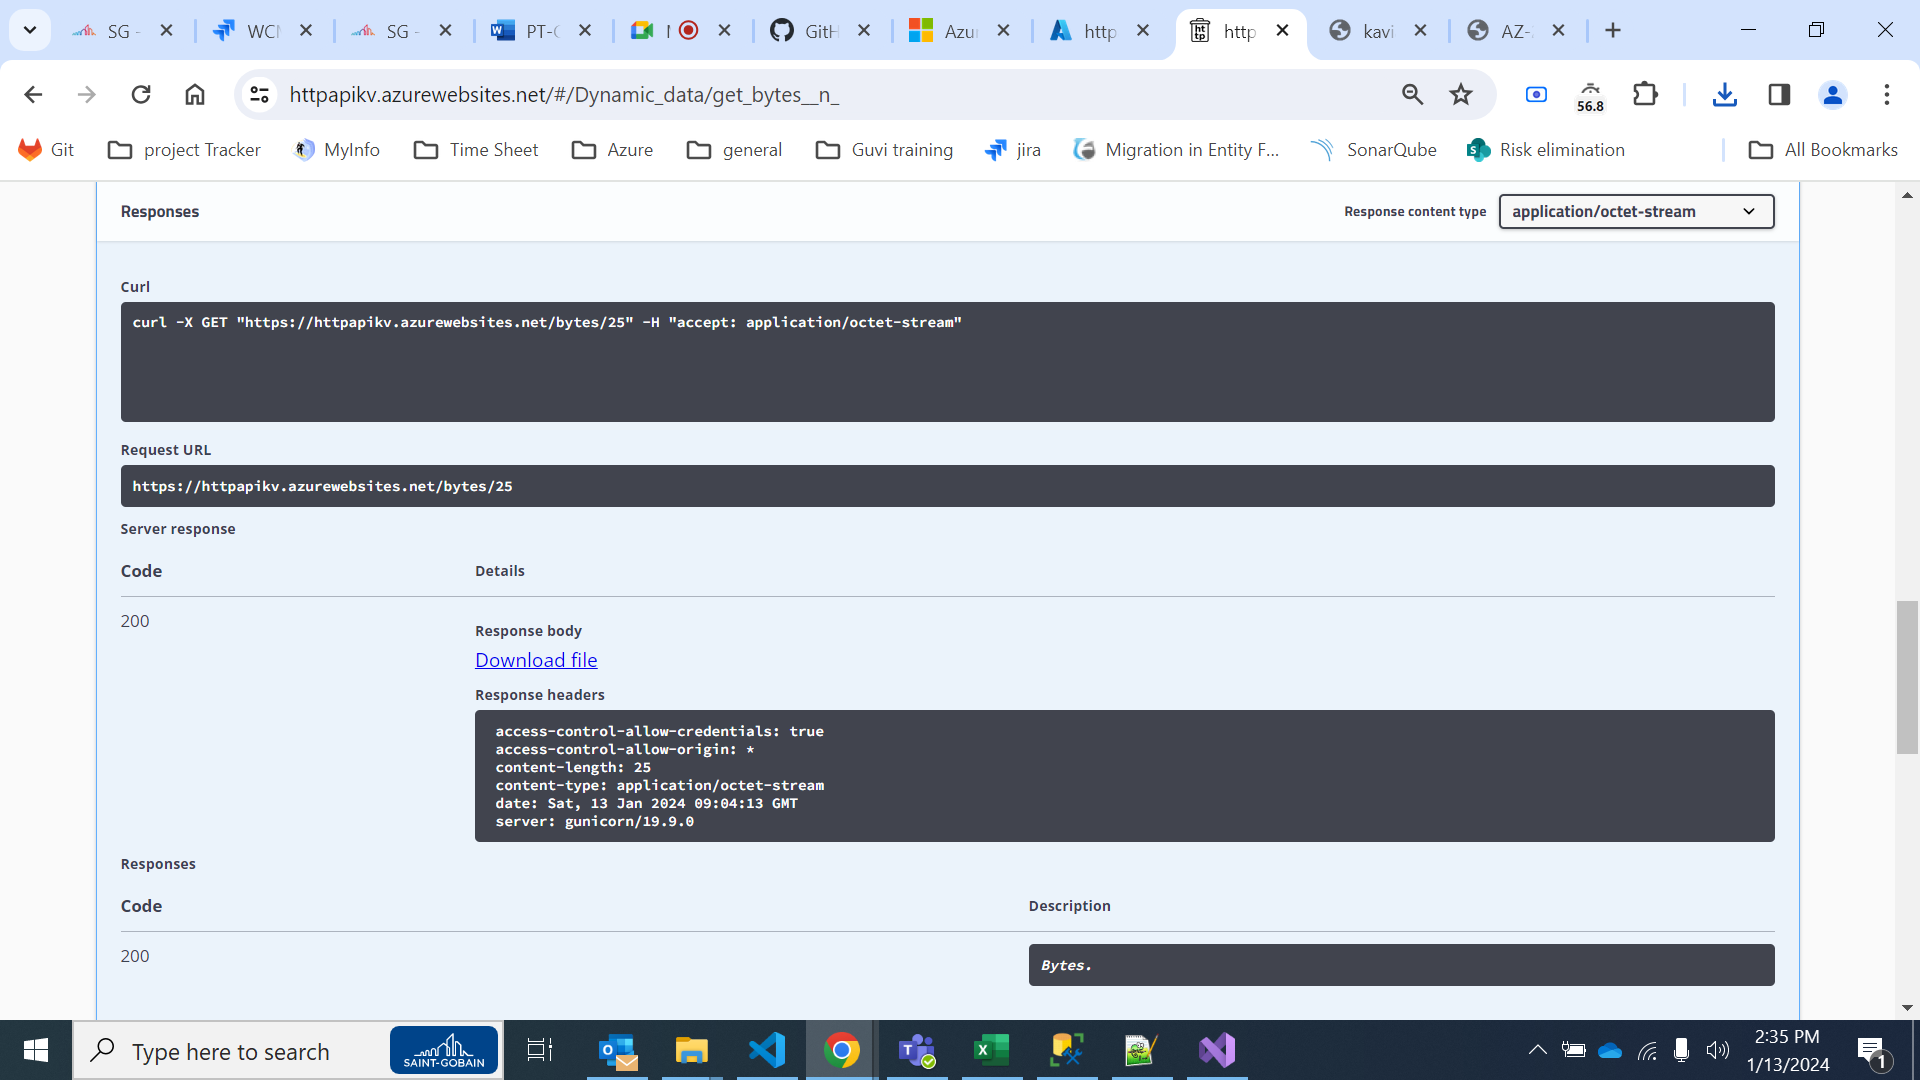 SG -
WCM
SG -
PT-C
GitH
Azu
http
http
kavi
AZ-
httpapikv.azurewebsites.net/#/Dynamic_data/get_bytes__n_
56.8
Git
project Tracker
MyInfo
Time Sheet
Azure
general
Guvi training
jira
Migration in Entity F...
SonarQube
Risk elimination
All Bookmarks
Responses
Response content type
application/octet-stream
Curl
curl -X GET "https://httpapikv.azurewebsites.net/bytes/25" -H "accept: application/octet-stream"
Request URL
https://httpapikv.azurewebsites.net/bytes/25
Server response
Code Details
200
Response body
Download file
Response headers
access-control-allow-credentials: true
access-control-allow-origin: *
content-length: 25
content-type: application/octet-stream
date: Sat, 13 Jan 2024 09:04:13 GMT
server: gunicorn/19.9.0
Responses
Code Description
200
Bytes.
Type here to search
SAINT-GOBAIN
2:35 PM
1/13/2024
1